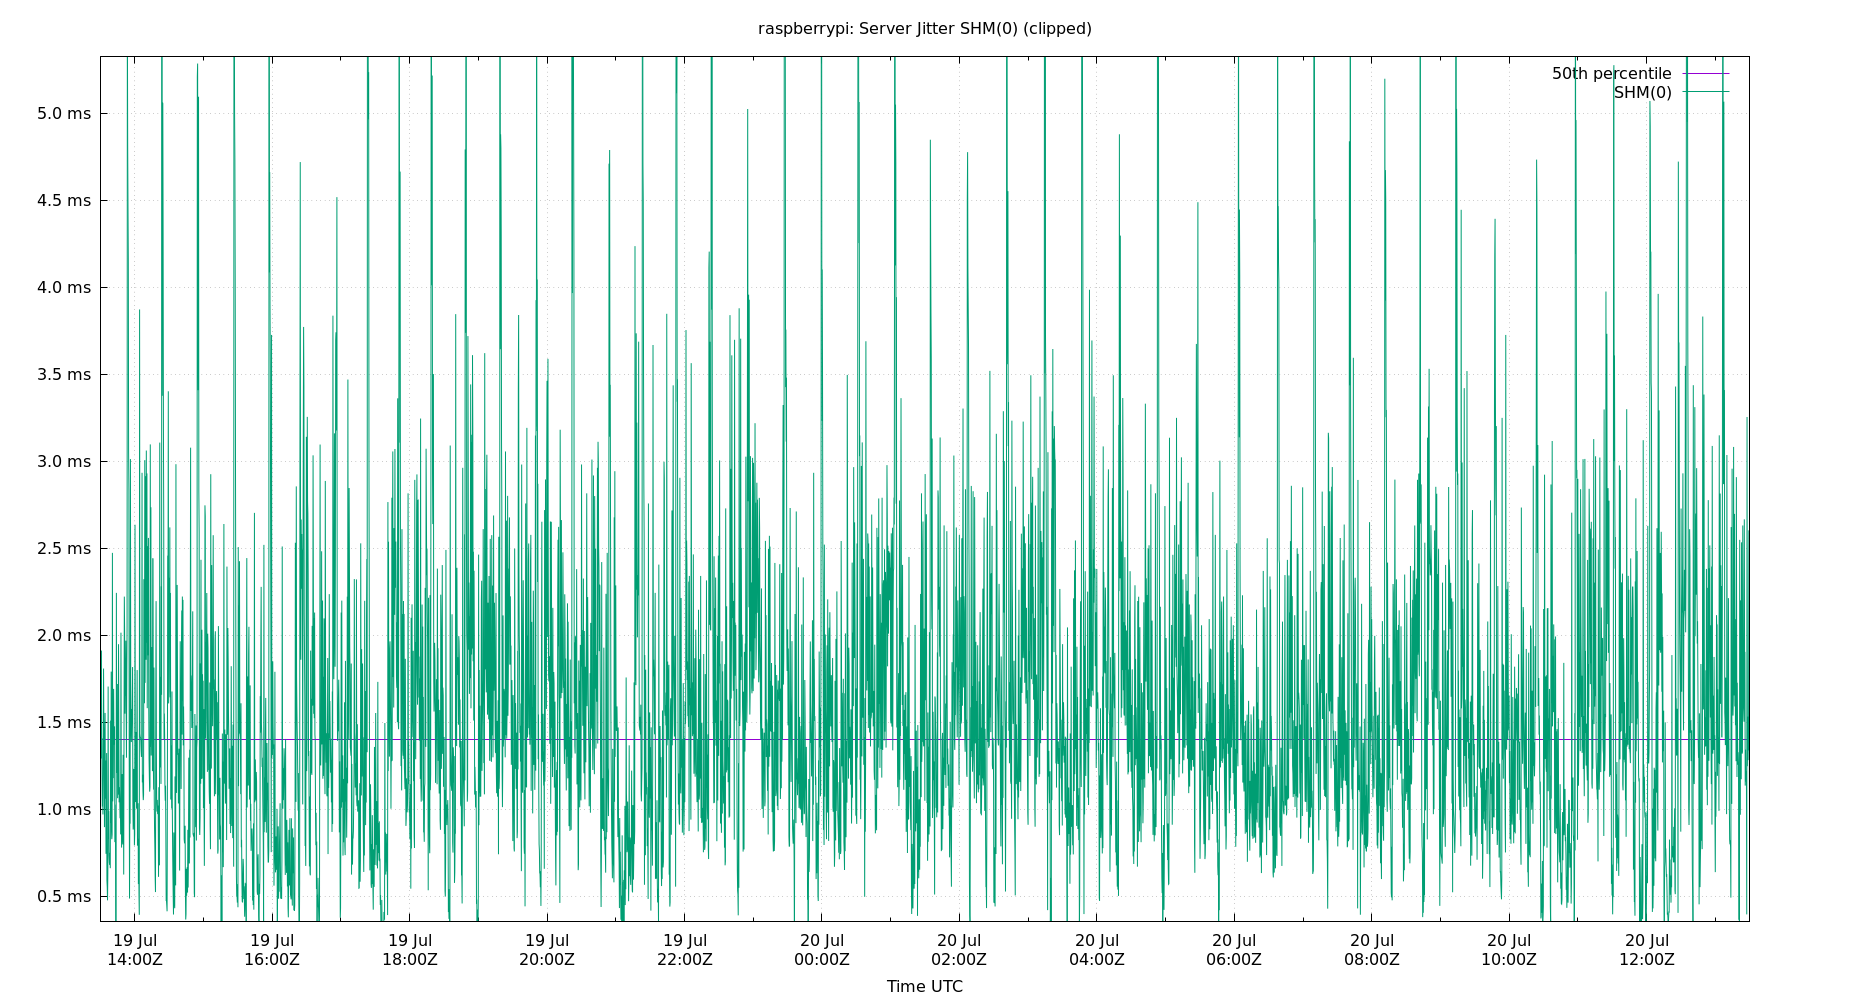 raspberrypi: Server Jitter SHM(0) (clipped)
50th percentile
SHM(0)
5.0 ms
4.5 ms
4.0 ms
3.5 ms
3.0 ms
2.5 ms
2.0 ms
1.5 ms
1.0 ms
0.5 ms
19 Jul 19 Jul 19 Jul 19 Jul 19 Jul 20 Jul 20 Jul 20 Jul 20 Jul 20 Jul 20 Jul 20 Jul
14:00Z 16:00Z 18:00Z 20:00Z 22:00Z 00:00Z 02:00Z 04:00Z 06:00Z 08:00Z 10:00Z 12:00Z
Time UTC